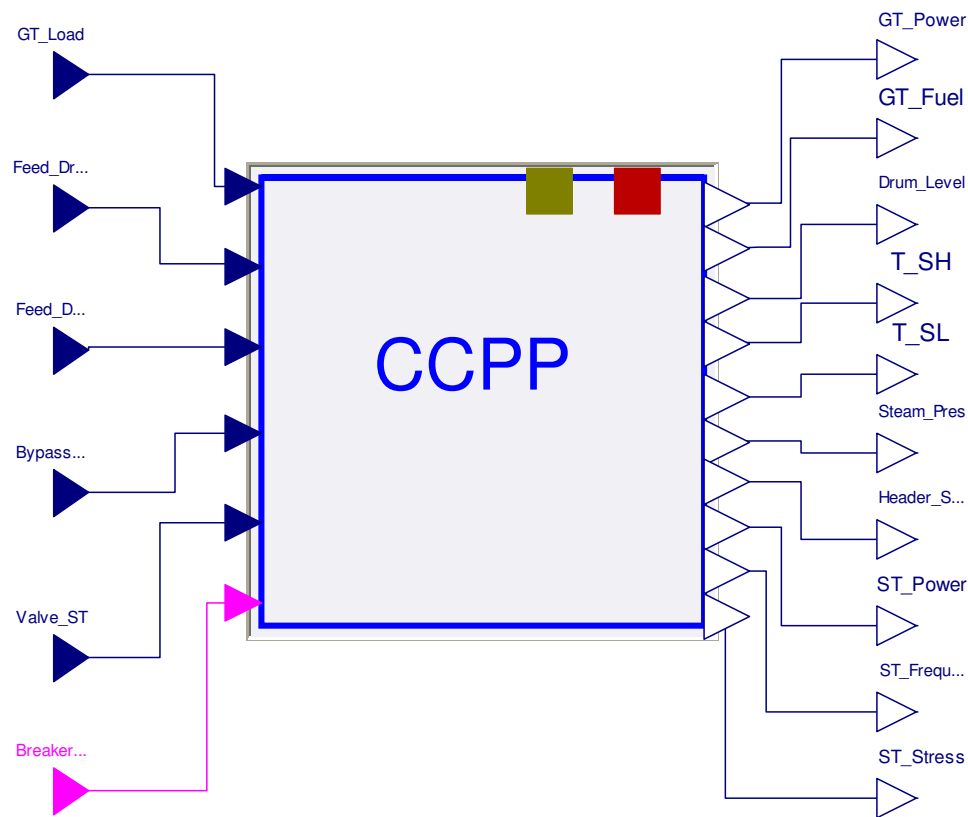 GT_Load
Feed_Dr...
Feed_D...
Bypass...
Valve_ST
Breaker...
CCPP
GT_Power
GT_Fuel
Drum_Level
T_SH
T_SL
Steam_Pres
Header_S...
ST_Power
ST_Frequ...
ST_Stress